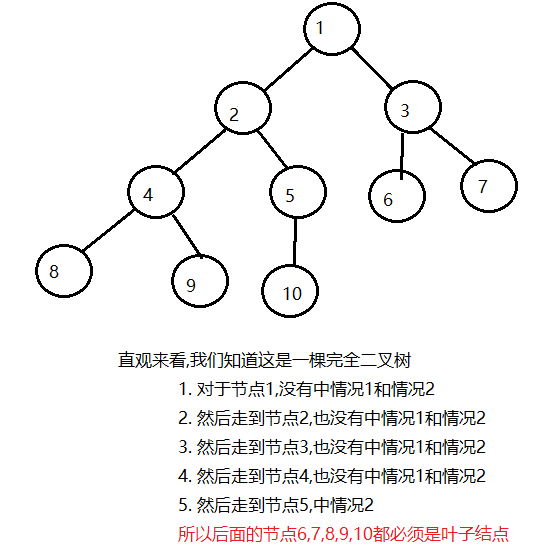 1
2
3
4
5
6
7
8
9
10
直观来看,我们知道这是一棵完全二叉树
1. 对于节点1,没有中情况1和情况2
2. 然后走到节点2,也没有中情况1和情况2
3. 然后走到节点3,也没有中情况1和情况2
4. 然后走到节点4,也没有中情况1和情况2
5. 然后走到节点5,中情况2
所以后面的节点6,7,8,9,10都必须是叶子结点